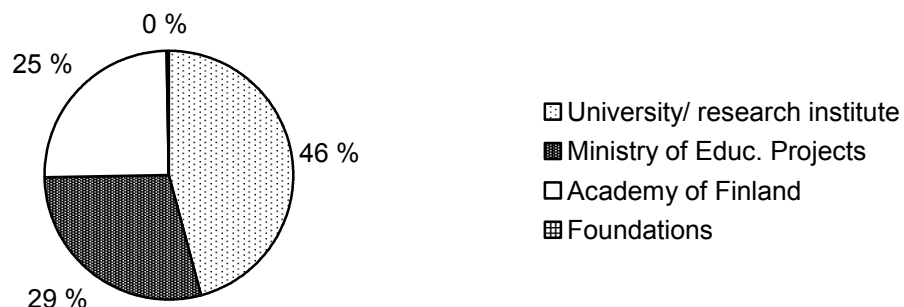 0 %
25 %
46 %
29 %
University/ research institute
Ministry of Educ. Projects
Academy of Finland
Foundations